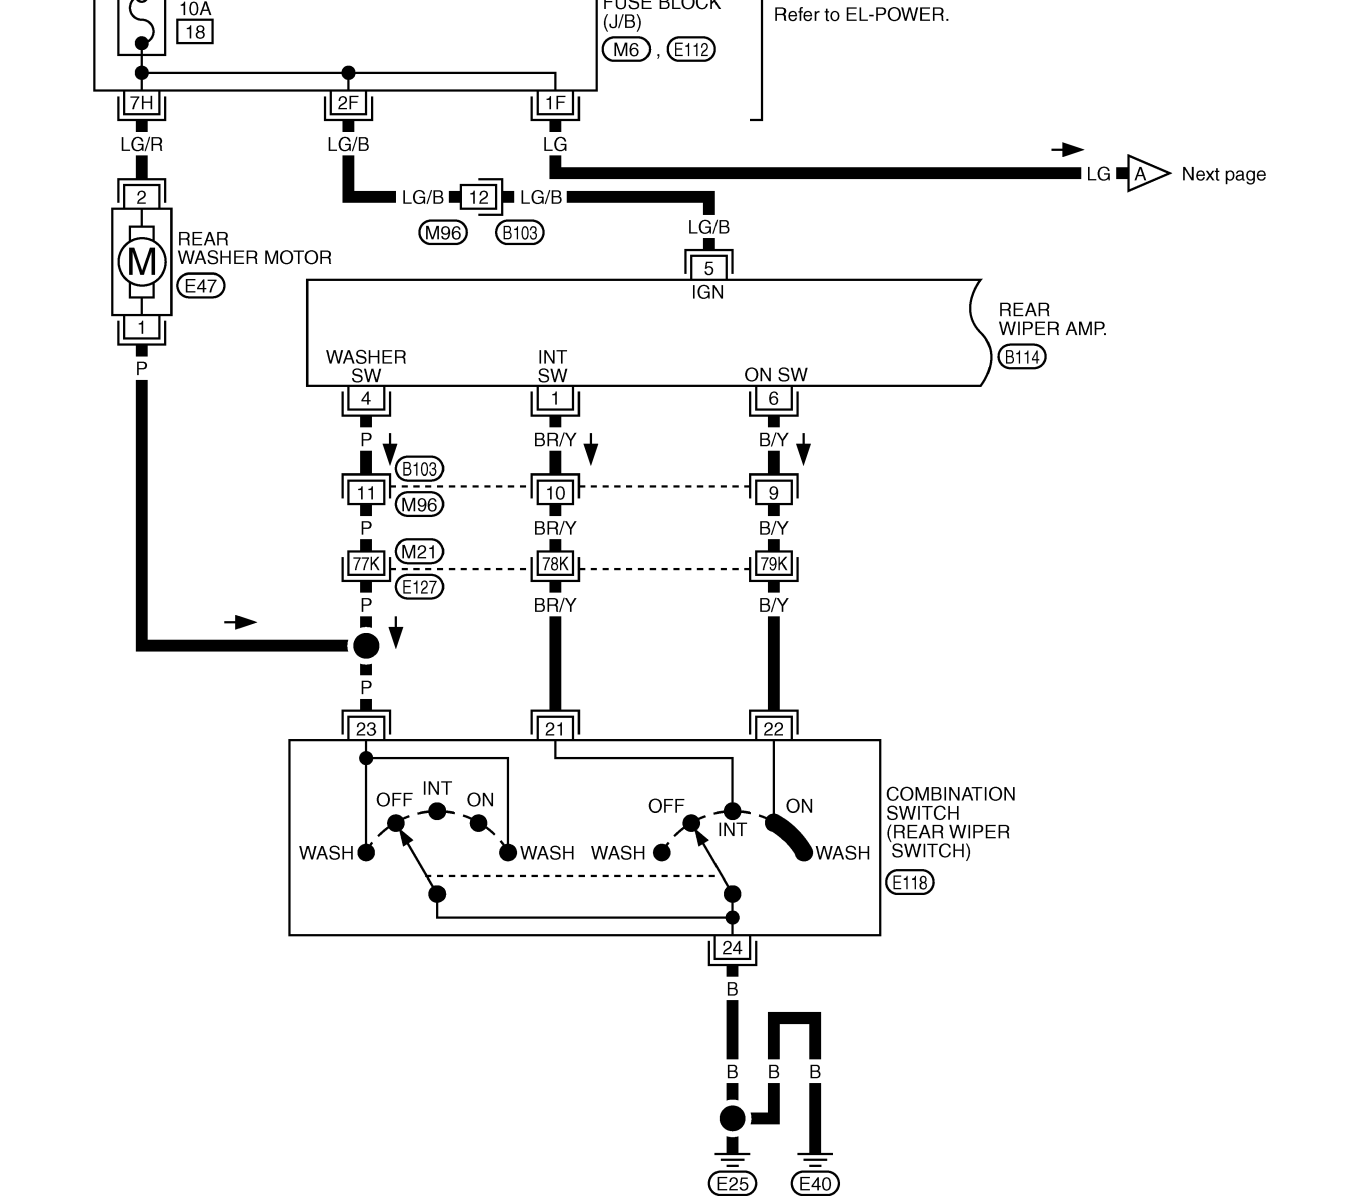 10A
18
FUSE BLOCK
(J/B)
M6 , E112
Refer to EL-POWER.
7H
2F
1F
LG/R
LG/B
LG
LG
A
Next page
2
LG/B
12
LG/B
M96
B103
LG/B
REAR
WASHER MOTOR
M
E47
5
IGN
1
P
REAR
WIPER AMP.
B114
WASHER
SW
INT
SW
ON SW
4
1
6
P
BR/Y
B/Y
B103
11
10
9
M96
P
BR/Y
B/Y
M21
77K
78K
79K
E127
P
BR/Y
B/Y
P
23
21
22
COMBINATION
SWITCH
(REAR WIPER
SWITCH)
E118
OFF
INT
ON
WASH
WASH
OFF
INT
ON
WASH
WASH
24
B
B
B
B
E25
E40